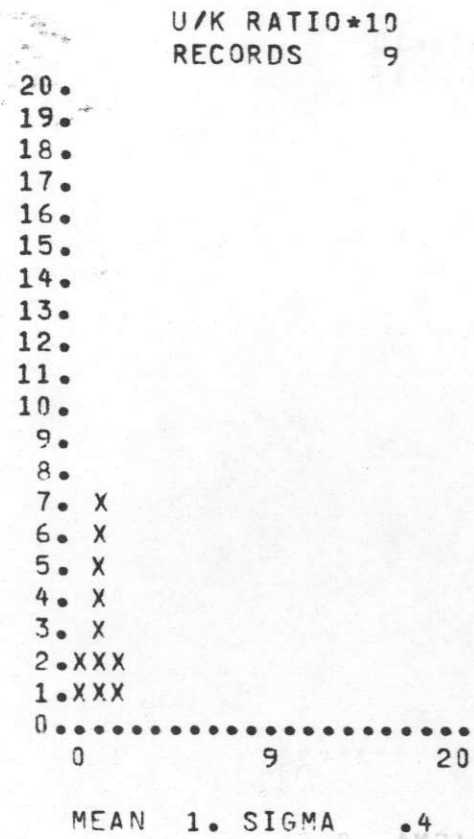 U/K RATIO*10
RECORDS 9
20.
19.
18.
17.
16.
15.
14.
13.
12.
11.
10.
9.
8.
7. X
6. X
5. X
4. X
3. X
2.XXX
1.XXX
0.....................
0 9 20
MEAN 1. SIGMA .4